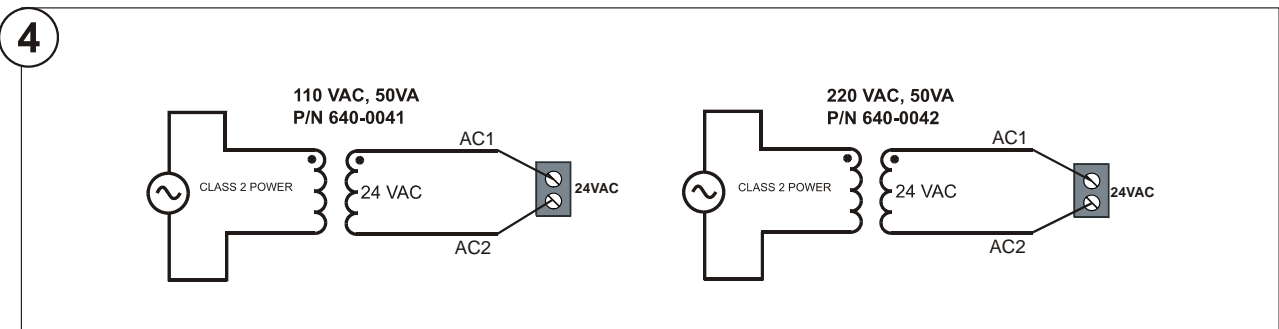 4
110 VAC, 50VA
P/N 640-0041
AC1
CLASS 2 POWER
24 VAC
24VAC
AC2
220 VAC, 50VA
P/N 640-0042
AC1
CLASS 2 POWER
24 VAC
24VAC
AC2